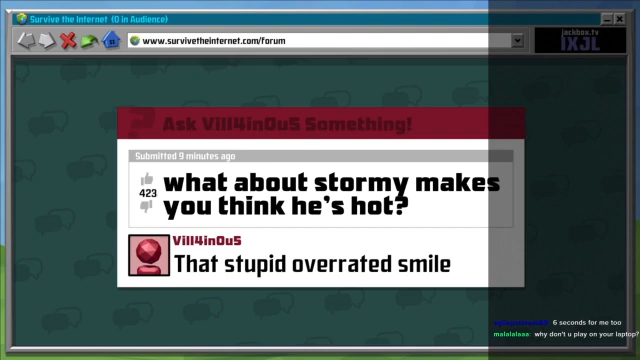 Survive the Internet (0 in Audience)
www.survivetheinternet.com/forum
jackbox.tv
IXJL
Ask Vill4in0u5 Something!
Submitted 9 minutes ago
423
what about stormy makes
you think he's hot?
Vill4in0u5
That stupid overrated smile
6 seconds for me too
malalalaaa: why don't u play on your laptop?